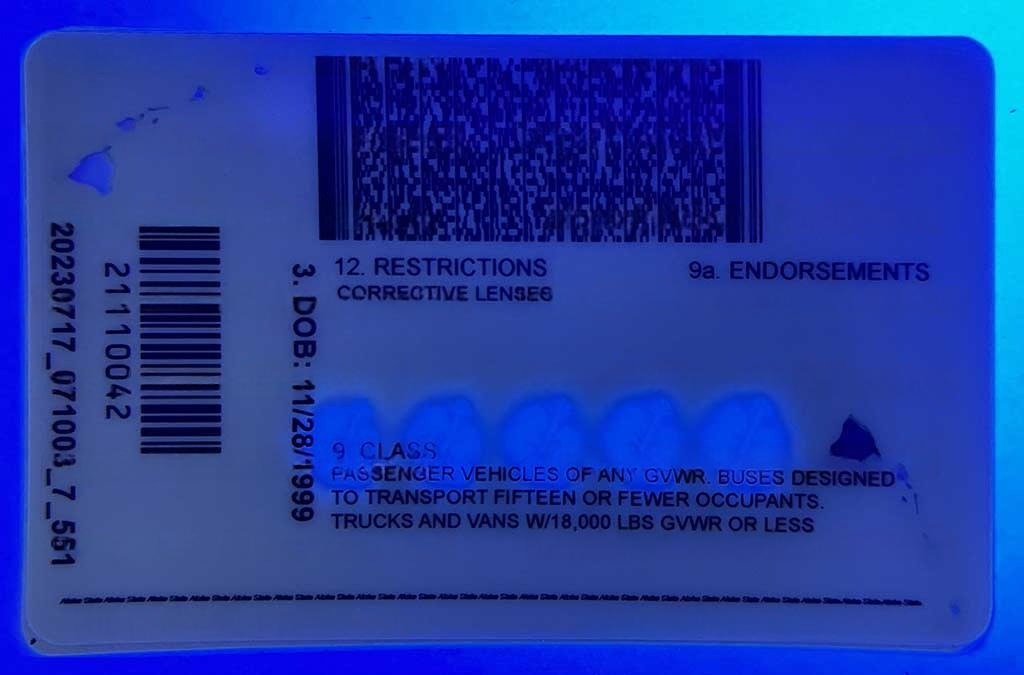 12. RESTRICTIONS
CORRECTIVE LENSES
9a. ENDORSEMENTS
20230717_071003_7_551
21110042
3. DOB: 11/28/1999
9 CLASS
PASSENGER VEHICLES OF ANY GVWR. BUSES DESIGNED
TO TRANSPORT FIFTEEN OR FEWER OCCUPANTS.
TRUCKS AND VANS W/18,000 LBS GVWR OR LESS